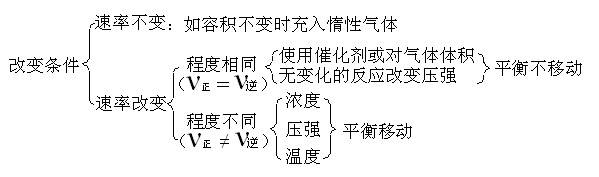 速率不变：如容积不变时充入惰性气体
改变条件
程度相同
（V正＝V逆）
使用催化剂或对气体体积
无变化的反应改变压强
平衡不移动
速率改变
程度不同
（V正≠V逆）
浓度
压强
温度
平衡移动